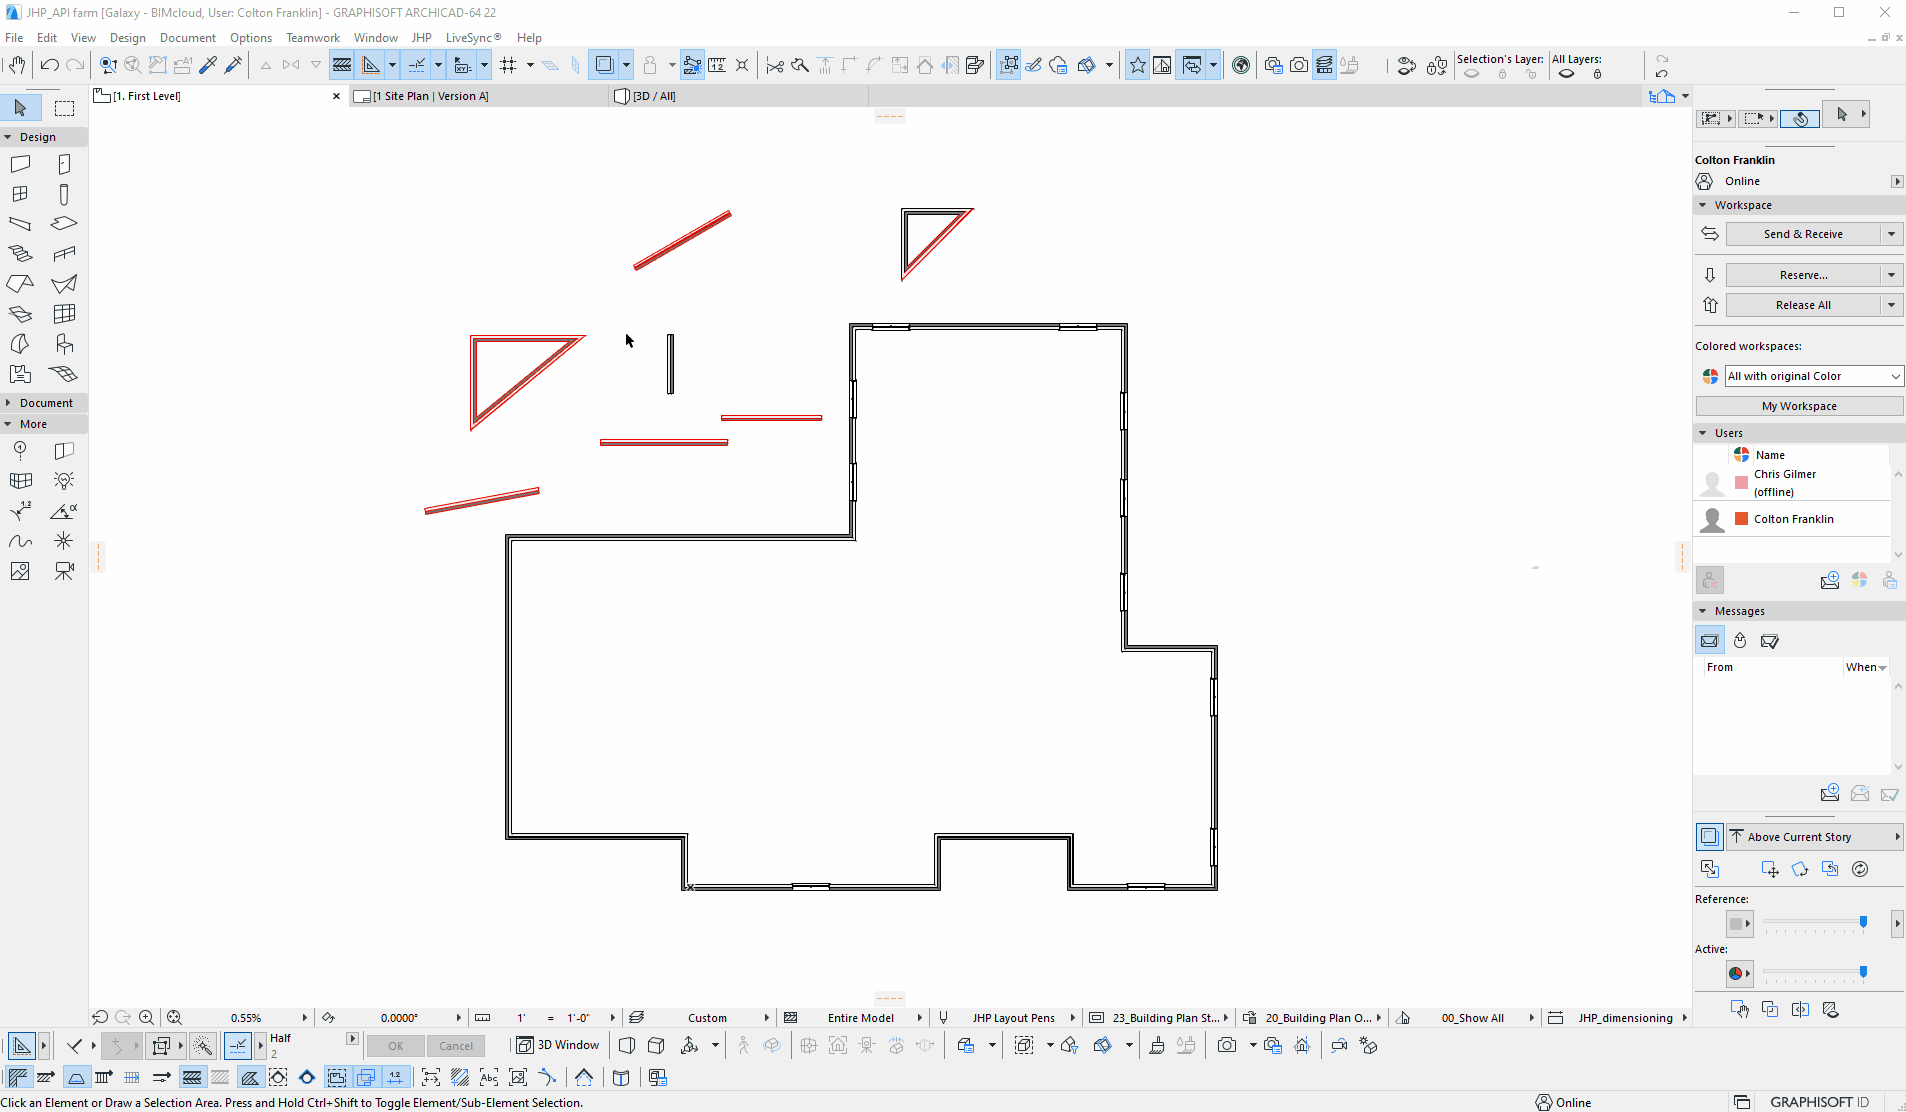 JHP_API farm [Galaxy - BIMcloud, User: Colton Franklin] - GRAPHISOFT ARCHICAD-64 22
File Edit View Design Document Options Teamwork Window JHP LiveSync® Help
Selection's Layer: All Layers:
[1. First Level] [1 Site Plan | Version A] [3D / All]
Design
Document
More
Colton Franklin
Online
Workspace
Send & Receive
Reserve...
Release All
Colored workspaces:
All with original Color
My Workspace
Users
Name
Chris Gilmer
(offline)
Colton Franklin
Messages
From When
Above Current Story
Reference:
Active:
0.55% 0.0000° 1' = 1'-0" Custom Entire Model JHP Layout Pens 23_Building Plan St... 20_Building Plan O... 00_Show All JHP_dimensioning
Half
2
OK Cancel 3D Window
Click an Element or Draw a Selection Area. Press and Hold Ctrl+Shift to Toggle Element/Sub-Element Selection. Online GRAPHISOFT ID